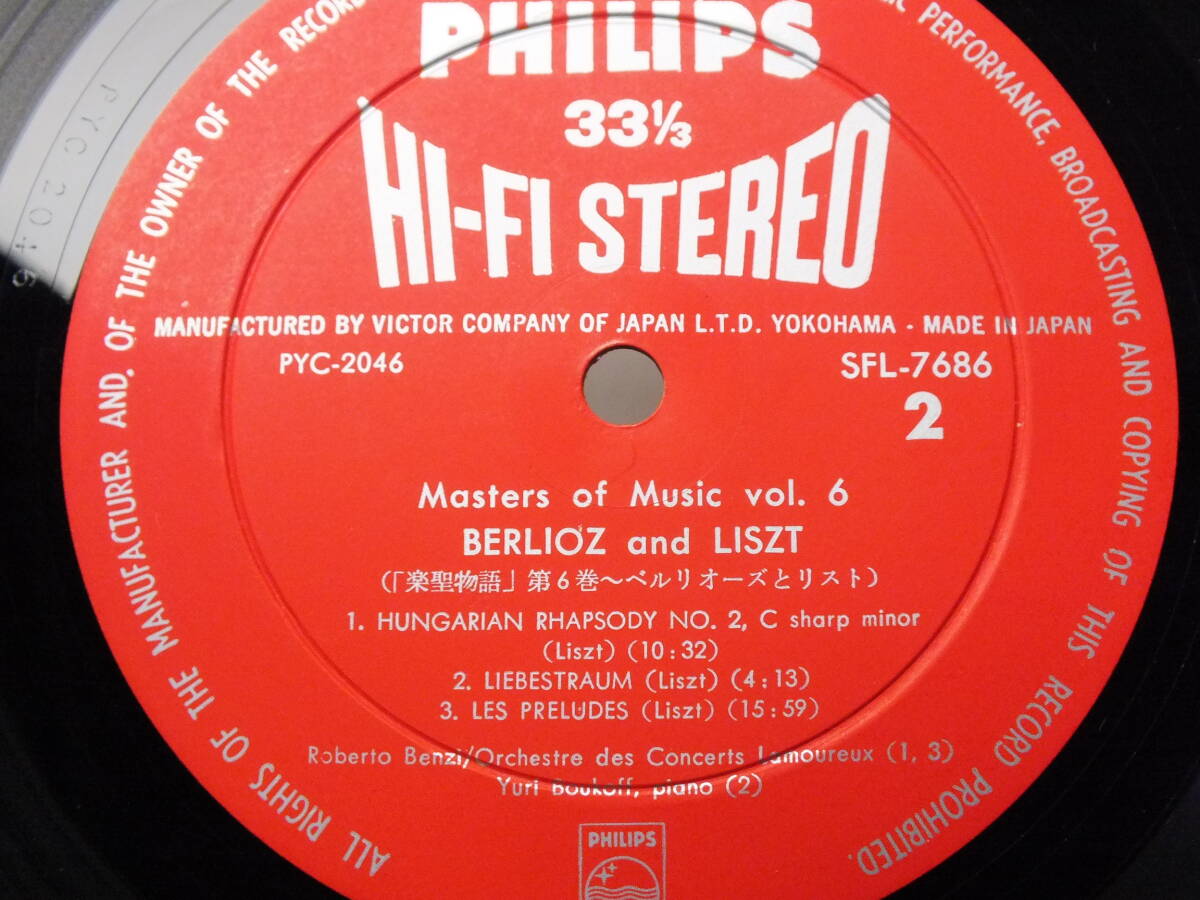 PHILIPS
33⅓
HI-FI STEREO
MANUFACTURED BY VICTOR COMPANY OF JAPAN L.T.D. YOKOHAMA - MADE IN JAPAN
PYC-2046
SFL-7686
2
Masters of Music vol. 6
BERLIOZ and LISZT
(「楽聖物語」第6巻～ベルリオーズとリスト)
1. HUNGARIAN RHAPSODY NO. 2, C sharp minor
(Liszt) (10:32)
2. LIEBESTRAUM (Liszt) (4:13)
3. LES PRELUDES (Liszt) (15:59)
Roberto Benzi/Orchestre des Concerts Lamoureux (1, 3)
Yuri Boukoff, piano (2)
PHILIPS
ALL RIGHTS OF THE MANUFACTURER AND, OF THE OWNER OF THE RECORD
PERFORMANCE, BROADCASTING AND COPYING OF THIS RECORD PROHIBITED.
PYC 2046